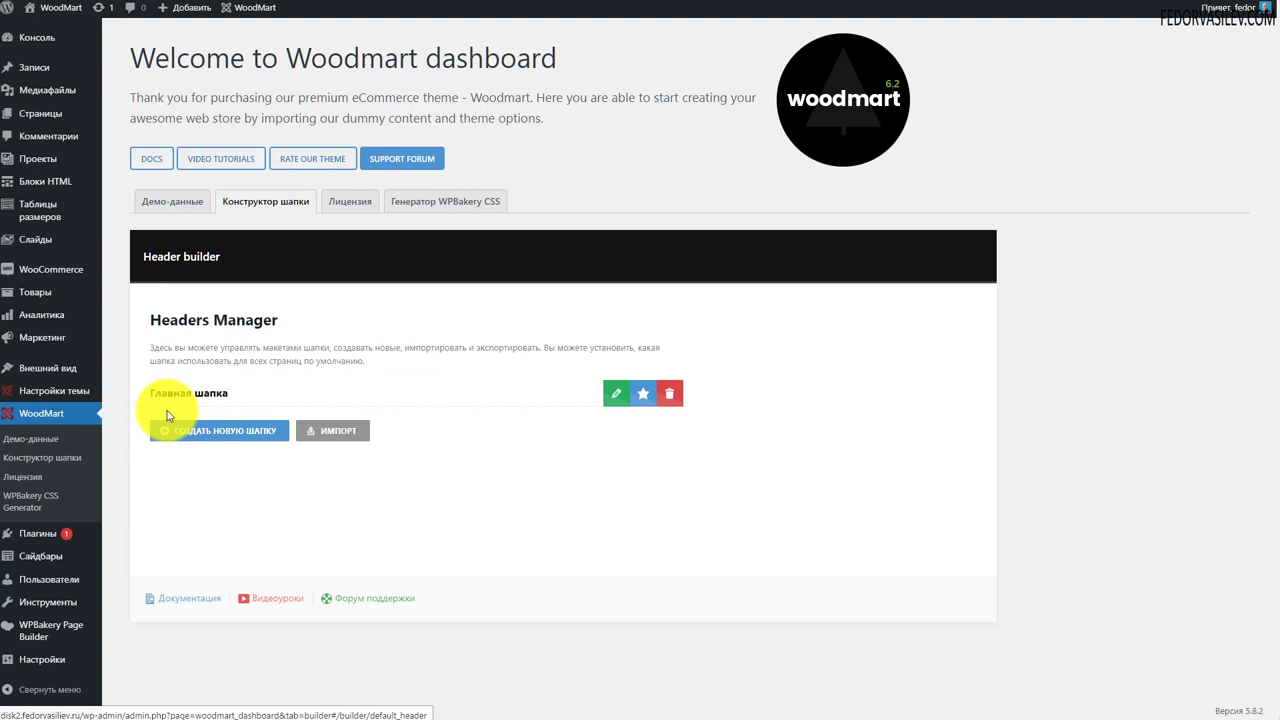 WoodMart
1
0
Добавить
WoodMart
Привет, fedor
FEDORVASILEV.COM
Консоль
Записи
Медиафайлы
Страницы
Комментарии
Проекты
Блоки HTML
Таблицы
размеров
Слайды
WooCommerce
Товары
Аналитика
Маркетинг
Внешний вид
Настройки темы
WoodMart
Демо-данные
Конструктор шапки
Лицензия
WPBakery CSS
Generator
Плагины 1
Сайдбары
Пользователи
Инструменты
WPBakery Page
Builder
Настройки
Свернуть меню
Welcome to Woodmart dashboard
Thank you for purchasing our premium eCommerce theme - Woodmart. Here you are able to start creating your
awesome web store by importing our dummy content and theme options.
6.2
woodmart
DOCS
VIDEO TUTORIALS
RATE OUR THEME
SUPPORT FORUM
Демо-данные
Конструктор шапки
Лицензия
Генератор WPBakery CSS
Header builder
Headers Manager
Здесь вы можете управлять макетами шапки, создавать новые, импортировать и экспортировать. Вы можете установить, какая
шапка использовать для всех страниц по умолчанию.
Главная шапка
СОЗДАТЬ НОВУЮ ШАПКУ
ИМПОРТ
Документация
Видеоуроки
Форум поддержки
disk2.fedorvasiliev.ru/wp-admin/admin.php?page=woodmart_dashboard&tab=builder#/builder/default_header
Версия 5.8.2